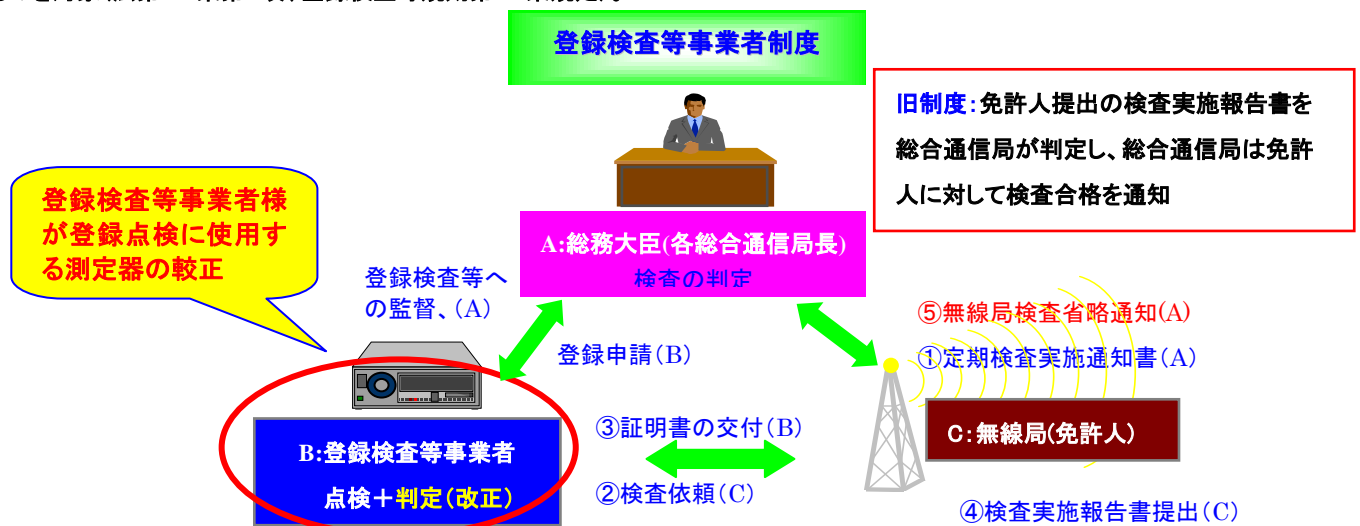 登録検査等事業者制度
旧制度:免許人提出の検査実施報告書を
総合通信局が判定し、総合通信局は免許
人に対して検査合格を通知
登録検査等事業者様
が登録点検に使用す
る測定器の較正
A:総務大臣(各総合通信局長)
検査の判定
登録検査等へ
の監督、(A)
登録申請(B)
⑤無線局検査省略通知(A)
①定期検査実施通知書(A)
C:無線局(免許人)
③証明書の交付(B)
②検査依頼(C)
B:登録検査等事業者
点検+判定(改正)
④検査実施報告書提出(C)